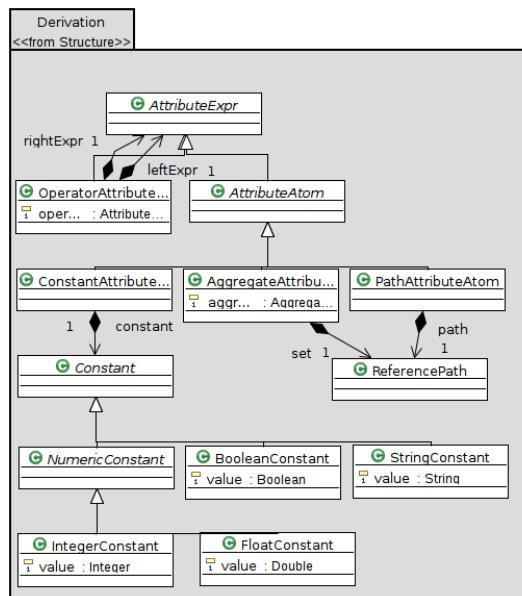 Derivation
<<from Structure>>
AttributeExpr
rightExpr 1
leftExpr 1
OperatorAttribute...
oper... : Attribute...
AttributeAtom
ConstantAttribute...
AggregateAttribu...
aggr... : Aggrega...
PathAttributeAtom
1 constant
path
set 1
1
Constant
ReferencePath
NumericConstant
BooleanConstant
value : Boolean
StringConstant
value : String
IntegerConstant
value : Integer
FloatConstant
value : Double